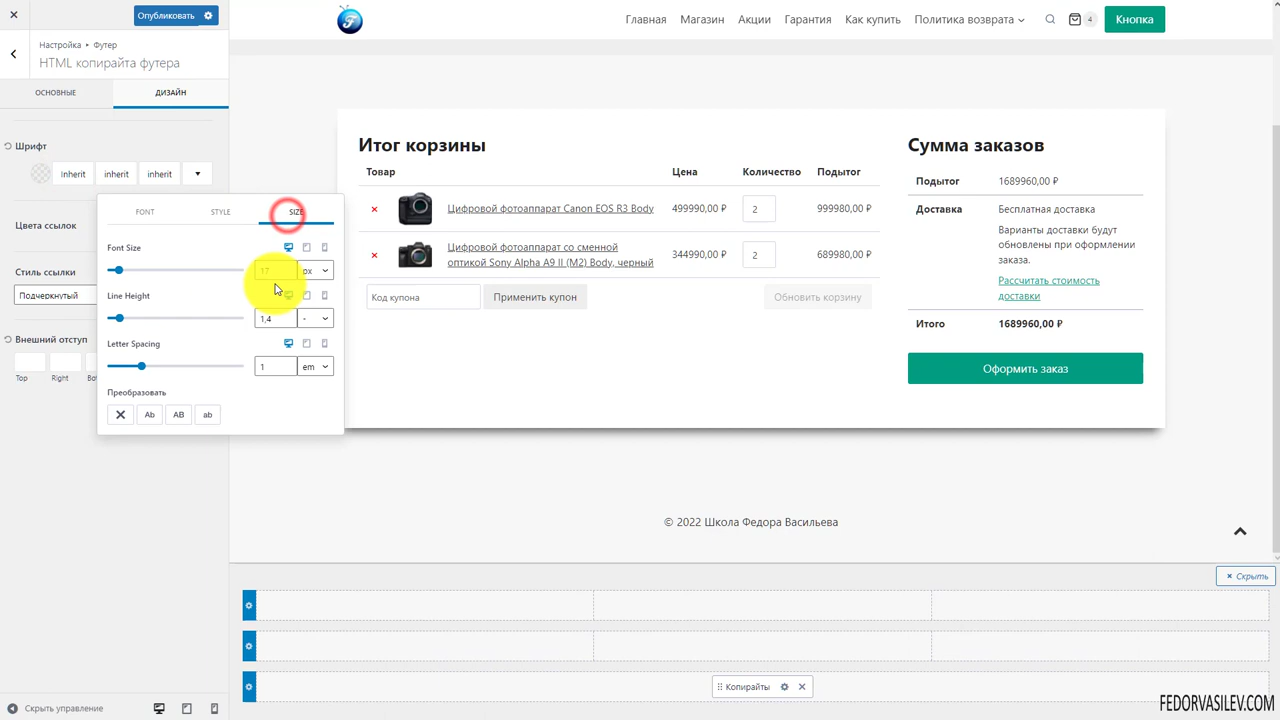 Опубликовать
Главная
Магазин
Акции
Гарантия
Как купить
Политика возврата
4
Кнопка
Настройка ▸ Футер
HTML копирайта футера
ОСНОВНЫЕ
ДИЗАЙН
Шрифт
Inherit
inherit
inherit
FONT
STYLE
SIZE
Цвета ссылок
Font Size
17
px
Стиль ссылки
Подчеркнутый
Line Height
1,4
-
Внешний отступ
Top
Right
Letter Spacing
1
em
Преобразовать
Ab
AB
ab
Итог корзины
Товар
Цена
Количество
Подытог
Цифровой фотоаппарат Canon EOS R3 Body
499990,00 ₽
2
999980,00 ₽
Цифровой фотоаппарат со сменной
оптикой Sony Alpha A9 II (M2) Body, черный
344990,00 ₽
2
689980,00 ₽
Код купона
Применить купон
Обновить корзину
Сумма заказов
Подытог
1689960,00 ₽
Доставка
Бесплатная доставка
Варианты доставки будут
обновлены при оформлении
заказа.
Рассчитать стоимость
доставки
Итого
1689960,00 ₽
Оформить заказ
© 2022 Школа Федора Васильева
Скрыть
Копирайты
Скрыть управление
FEDORVASILEV.COM